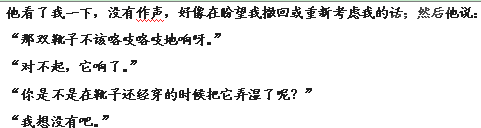 他看了我一下，没有作声，好像在盼望我撤回或重新考虑我的话；然后他说：
“那双靴子不该咯吱咯吱地响呀。”
“对不起，它响了。”
“你是不是在靴子还经穿的时候把它弄湿了呢？”
“我想没有吧。”